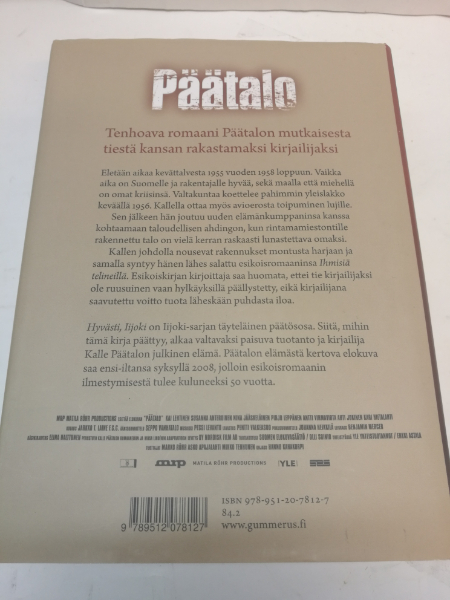 Päätalo
Tenhoava romaani Päätalon mutkaisesta
tiestä kansan rakastamaksi kirjailijaksi
Eletään aikaa kevättalvesta 1955 vuoden 1958 loppuun. Vaikka
aika on Suomelle ja rakentajalle hyvää, sekä maalla että miehellä
on omat kriisinsä. Valtakuntaa koettelee pahimmin yleislakko
keväällä 1956. Kallella ottaa myös avioerosta toipuminen lujille.
Sen jälkeen hän joutuu uuden elämänkumppaninsa kanssa
kohtaamaan taloudellisen ahdingon, kun rintamamiestontille
rakennettu talo on vielä kerran raskaasti lunastettava omaksi.
Kallen johdolla nousevat rakennukset montusta harjaan ja
samalla syntyy hänen lähes salattu esikoisromaaninsa Ihmisiä
telineillä. Esikoiskirjan kirjoittaja saa huomata, ettei tie kirjailijaksi
ole ruusuinen vaan hylkäyksillä päällystetty, eikä kirjailijana
saavutettu voitto tuota läheskään puhdasta iloa.
Hyvästi, Iijoki on Iijoki-sarjan täyteläinen päätösosa. Siitä, mihin
tämä kirja päättyy, alkaa valtavaksi paisuva tuotanto ja kirjailija
Kalle Päätalon julkinen elämä. Päätalon elämästä kertova elokuva
saa ensi-iltansa syksyllä 2008, jolloin esikoisromaanin
ilmestymisestä tulee kuluneeksi 50 vuotta.
msp
MATILA RÖHR PRODUCTIONS
YLE
ISBN 978-951-20-7812-7
84.2
www.gummerus.fi
9 789512 078127